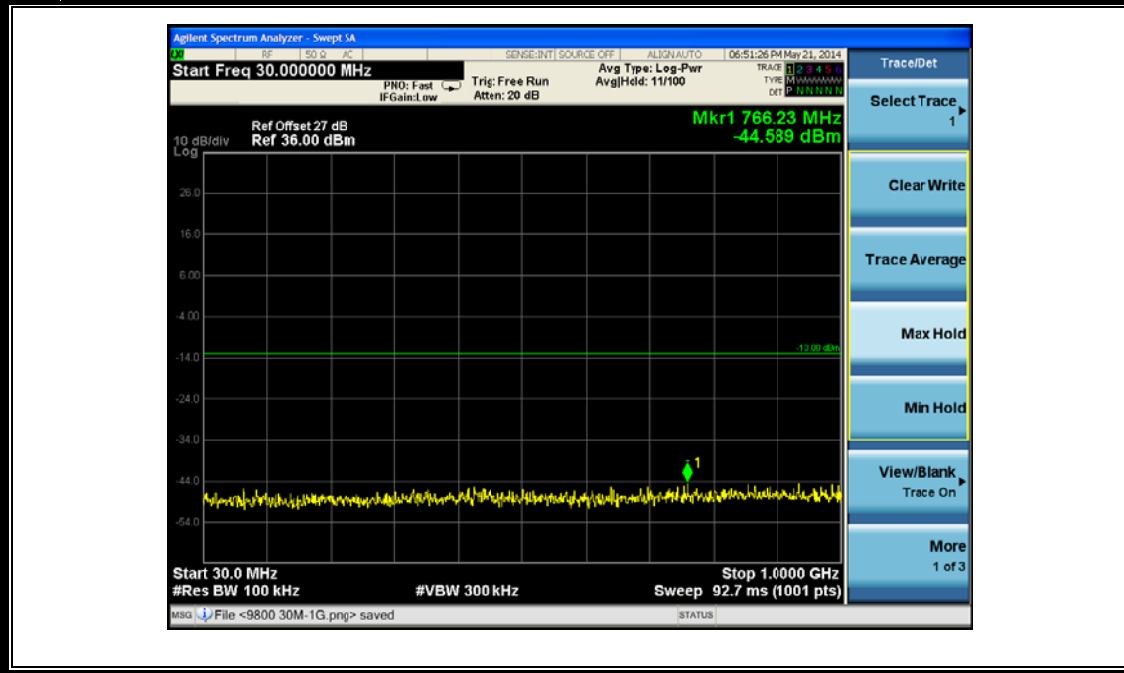 Agilent Spectrum Analyzer - Swept SA
RF 50 Ω AC SENSE:INT SOURCE OFF ALIGN AUTO 06:51:26 PM May 21, 2014
Start Freq 30.000000 MHz
PNO: Fast
IFGain:Low
Trig: Free Run
Atten: 20 dB
Avg Type: Log-Pwr
Avg|Hold: 11/100
TRACE 1 2 3 4 5 6
TYPE M
DET P N N N N N
Mkr1 766.23 MHz
-44.589 dBm
Ref Offset 27 dB
10 dB/div Ref 36.00 dBm
Log
26.0
16.0
6.00
-4.00
-13.00 dBm
-14.0
-24.0
-34.0
1
-44.0
-54.0
Start 30.0 MHz Stop 1.0000 GHz
#Res BW 100 kHz #VBW 300 kHz Sweep 92.7 ms (1001 pts)
MSG File <9800 30M-1G.png> saved STATUS
Trace/Det
Select Trace
1
Clear Write
Trace Average
Max Hold
Min Hold
View/Blank
Trace On
More
1 of 3